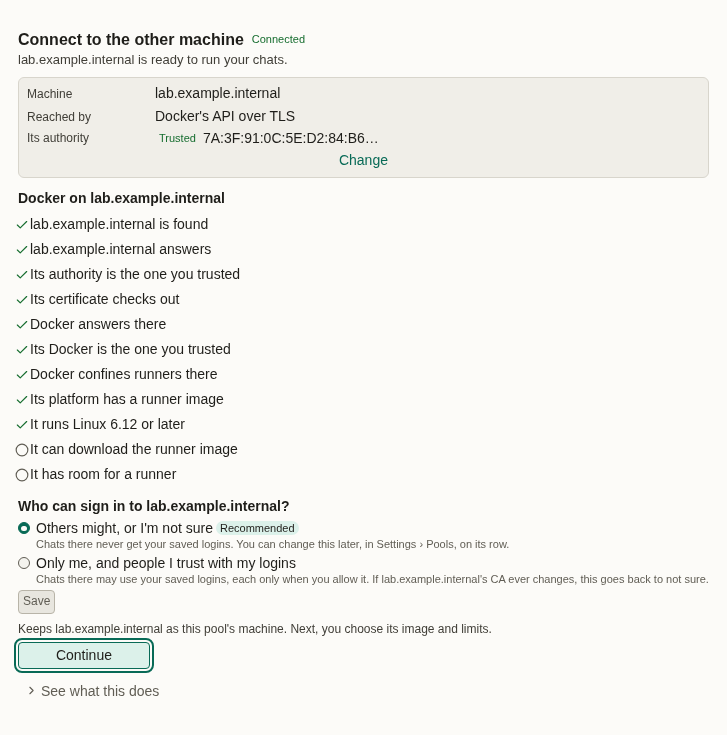 Connect to the other machine Connected
lab.example.internal is ready to run your chats.
Machine lab.example.internal
Reached by Docker's API over TLS
Its authority Trusted 7A:3F:91:0C:5E:D2:84:B6…
Change
Docker on lab.example.internal
lab.example.internal is found
lab.example.internal answers
Its authority is the one you trusted
Its certificate checks out
Docker answers there
Its Docker is the one you trusted
Docker confines runners there
Its platform has a runner image
It runs Linux 6.12 or later
It can download the runner image
It has room for a runner
Who can sign in to lab.example.internal?
Others might, or I'm not sure Recommended
Chats there never get your saved logins. You can change this later, in Settings › Pools, on its row.
Only me, and people I trust with my logins
Chats there may use your saved logins, each only when you allow it. If lab.example.internal's CA ever changes, this goes back to not sure.
Save
Keeps lab.example.internal as this pool's machine. Next, you choose its image and limits.
Continue
See what this does